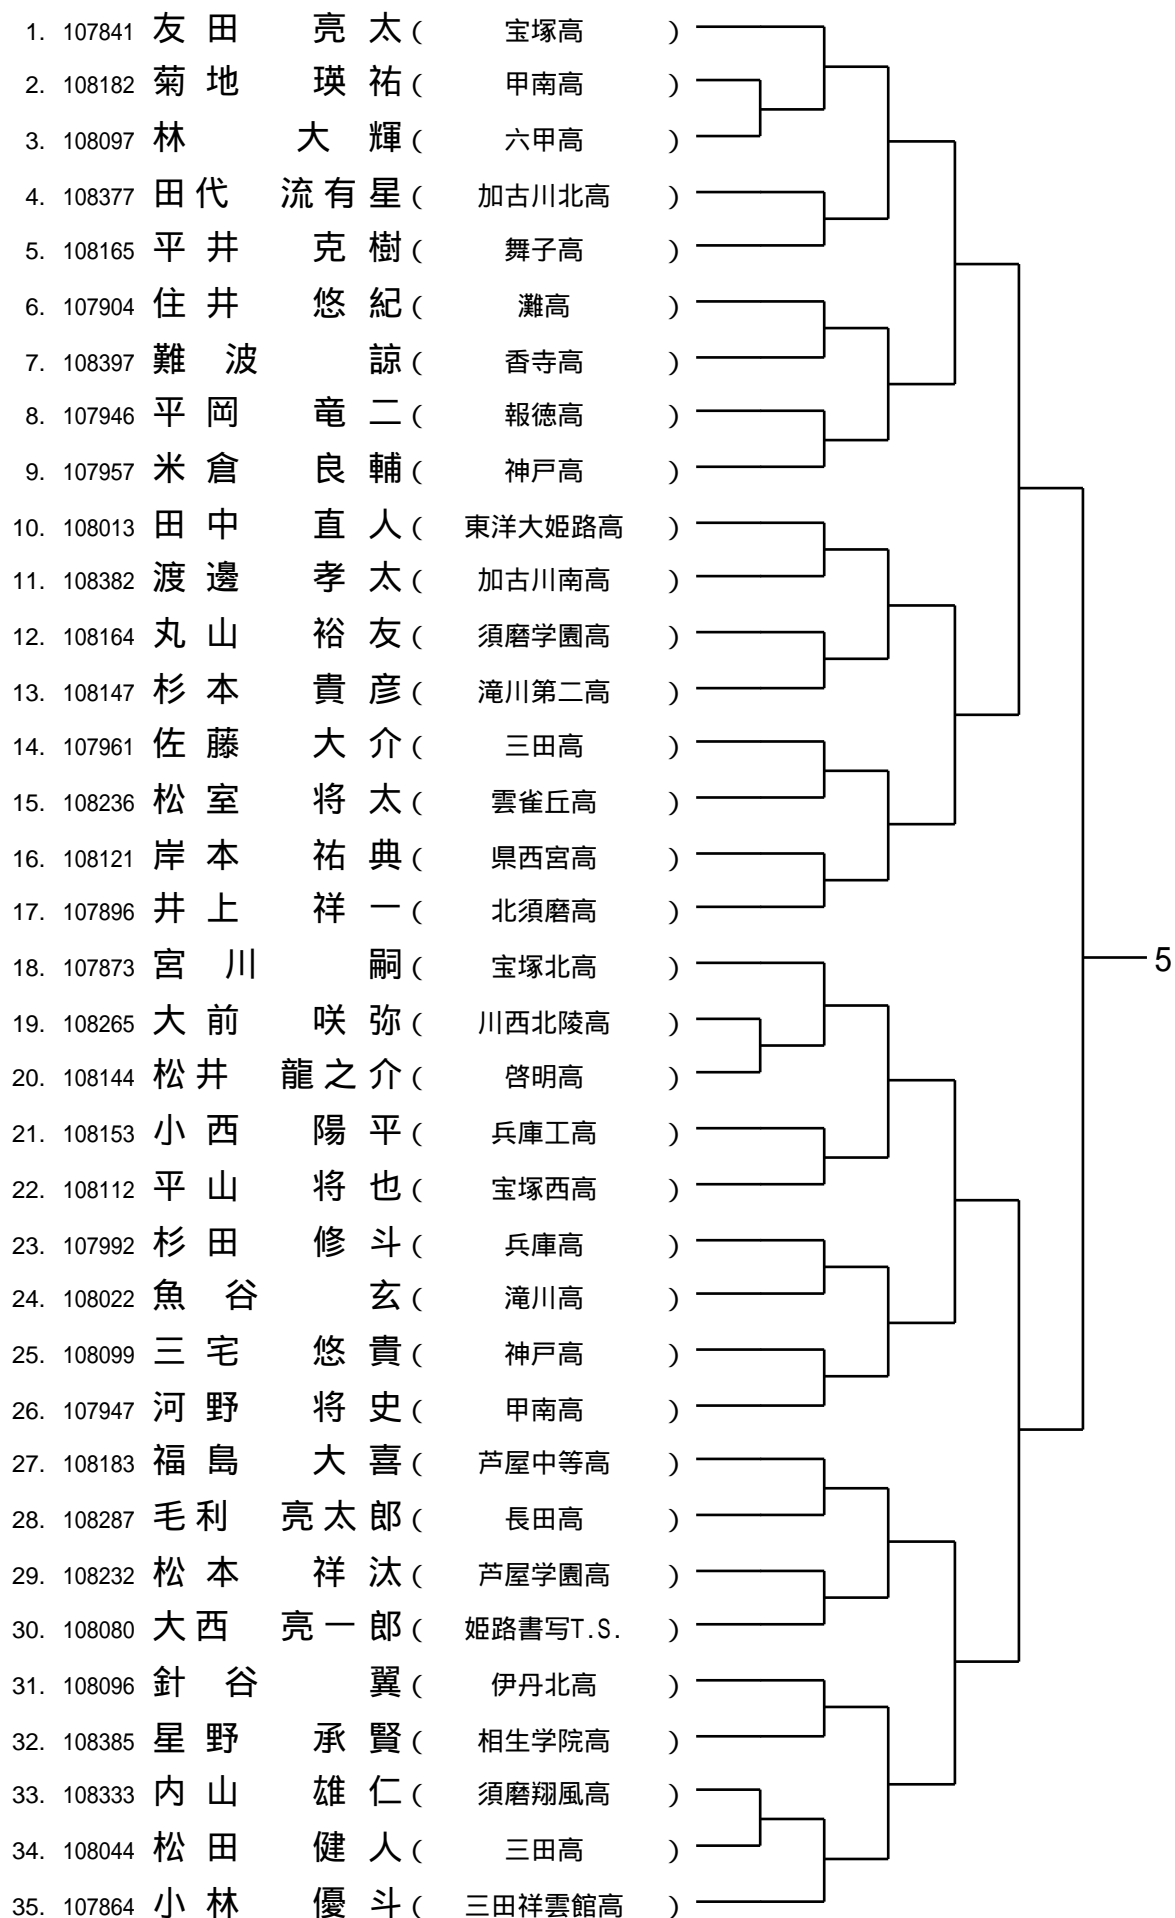 1. 107841 友田 亮太 ( 宝塚高 )
2. 108182 菊地 瑛祐 ( 甲南高 )
3. 108097 林 大輝 ( 六甲高 )
4. 108377 田代 流有星 ( 加古川北高 )
5. 108165 平井 克樹 ( 舞子高 )
6. 107904 住井 悠紀 ( 灘高 )
7. 108397 難波 諒 ( 香寺高 )
8. 107946 平岡 竜二 ( 報徳高 )
9. 107957 米倉 良輔 ( 神戸高 )
10. 108013 田中 直人 ( 東洋大姫路高 )
11. 108382 渡邊 孝太 ( 加古川南高 )
12. 108164 丸山 裕友 ( 須磨学園高 )
13. 108147 杉本 貴彦 ( 滝川第二高 )
14. 107961 佐藤 大介 ( 三田高 )
15. 108236 松室 将太 ( 雲雀丘高 )
16. 108121 岸本 祐典 ( 県西宮高 )
17. 107896 井上 祥一 ( 北須磨高 )
18. 107873 宮川 嗣 ( 宝塚北高 )
5
19. 108265 大前 咲弥 ( 川西北陵高 )
20. 108144 松井 龍之介 ( 啓明高 )
21. 108153 小西 陽平 ( 兵庫工高 )
22. 108112 平山 将也 ( 宝塚西高 )
23. 107992 杉田 修斗 ( 兵庫高 )
24. 108022 魚谷 玄 ( 滝川高 )
25. 108099 三宅 悠貴 ( 神戸高 )
26. 107947 河野 将史 ( 甲南高 )
27. 108183 福島 大喜 ( 芦屋中等高 )
28. 108287 毛利 亮太郎 ( 長田高 )
29. 108232 松本 祥汰 ( 芦屋学園高 )
30. 108080 大西 亮一郎 ( 姫路書写T.S. )
31. 108096 針谷 翼 ( 伊丹北高 )
32. 108385 星野 承賢 ( 相生学院高 )
33. 108333 内山 雄仁 ( 須磨翔風高 )
34. 108044 松田 健人 ( 三田高 )
35. 107864 小林 優斗 ( 三田祥雲館高 )